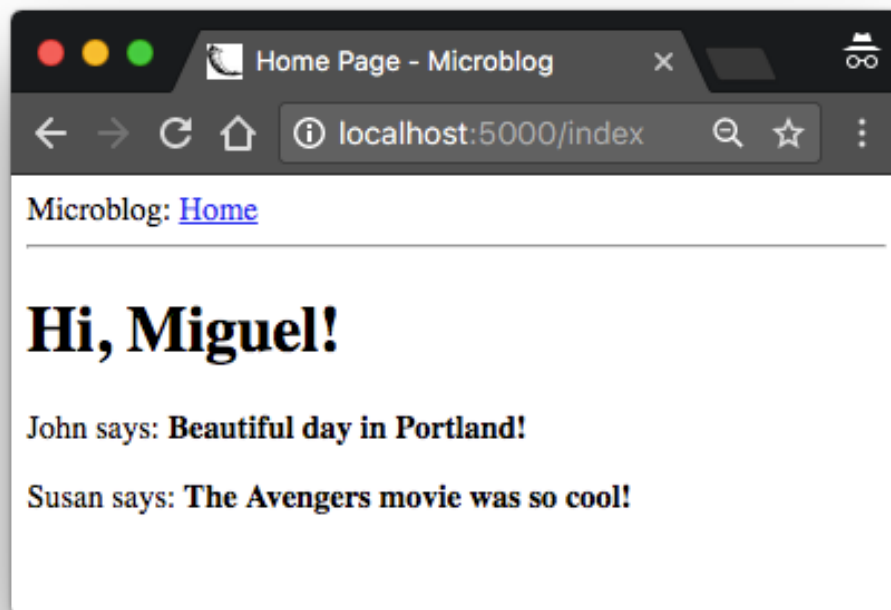 Home Page - Microblog
localhost:5000/index
Microblog: Home
Hi, Miguel!
John says: Beautiful day in Portland!
Susan says: The Avengers movie was so cool!